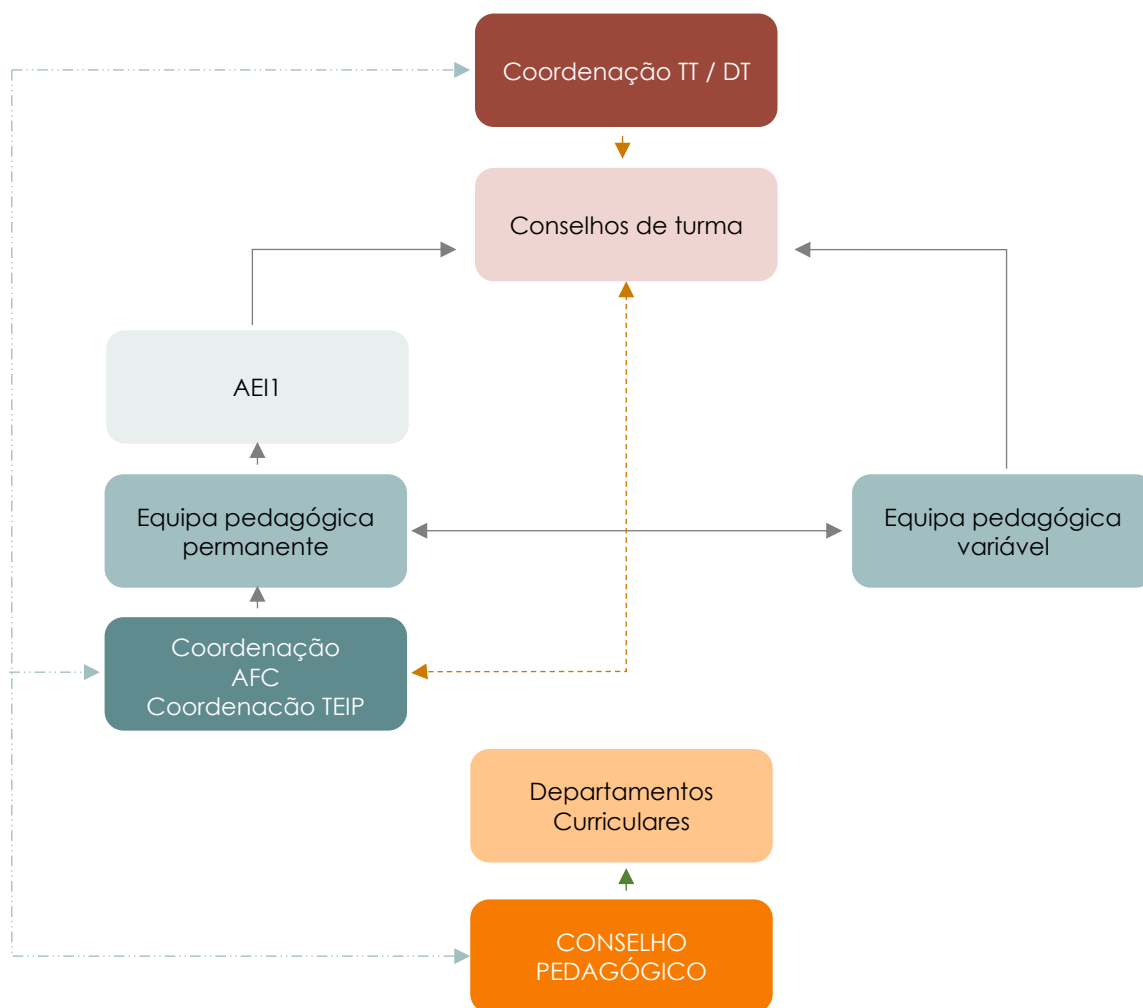 Coordenação TT / DT
Conselhos de turma
AEI1
Equipa pedagógica
permanente
Equipa pedagógica
variável
Coordenação
AFC
Coordenacão TEIP
Departamentos
Curriculares
CONSELHO
PEDAGÓGICO